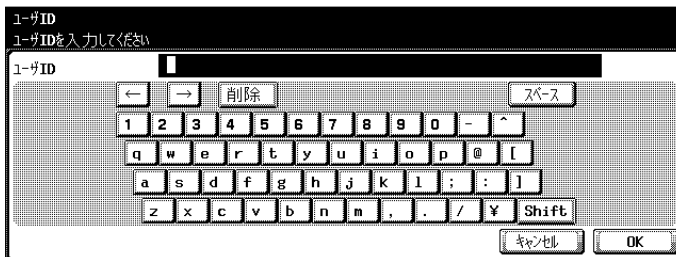 ユーザID
ユーザIDを入力してください
ユーザID
← → 削除 スペース
1 2 3 4 5 6 7 8 9 0 - ^
q w e r t y u i o p @ [
a s d f g h j k l ; : ]
z x c v b n m , . / ¥ Shift
キャンセル OK